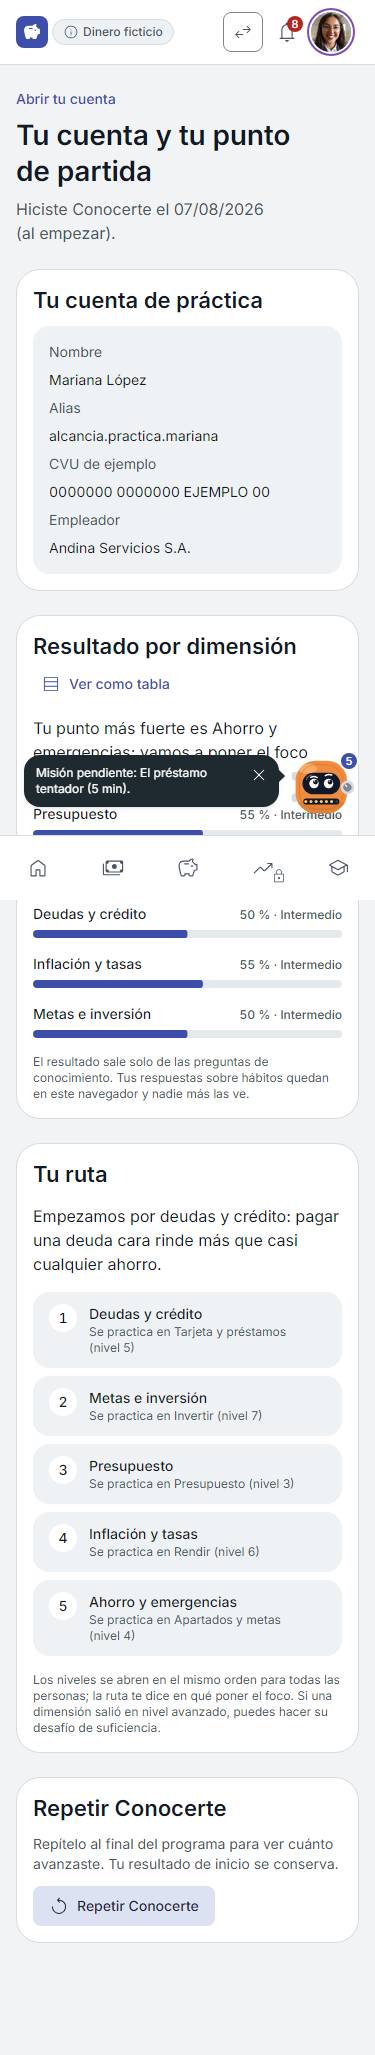 Dinero ficticio
8
Abrir tu cuenta
Tu cuenta y tu punto
de partida
Hiciste Conocerte el 07/08/2026
(al empezar).
Tu cuenta de práctica
Nombre
Mariana López
Alias
alcancia.practica.mariana
CVU de ejemplo
0000000 0000000 EJEMPLO 00
Empleador
Andina Servicios S.A.
Resultado por dimensión
Ver como tabla
Tu punto más fuerte es Ahorro y
emergencias: vamos a poner el foco
Misión pendiente: El préstamo
tentador (5 min).
5
Presupuesto 55 % · Intermedio
Deudas y crédito 50 % · Intermedio
Inflación y tasas 55 % · Intermedio
Metas e inversión 50 % · Intermedio
El resultado sale solo de las preguntas de
conocimiento. Tus respuestas sobre hábitos quedan
en este navegador y nadie más las ve.
Tu ruta
Empezamos por deudas y crédito: pagar
una deuda cara rinde más que casi
cualquier ahorro.
1 Deudas y crédito
Se practica en Tarjeta y préstamos
(nivel 5)
2 Metas e inversión
Se practica en Invertir (nivel 7)
3 Presupuesto
Se practica en Presupuesto (nivel 3)
4 Inflación y tasas
Se practica en Rendir (nivel 6)
5 Ahorro y emergencias
Se practica en Apartados y metas
(nivel 4)
Los niveles se abren en el mismo orden para todas las
personas; la ruta te dice en qué poner el foco. Si una
dimensión salió en nivel avanzado, puedes hacer su
desafío de suficiencia.
Repetir Conocerte
Repítelo al final del programa para ver cuánto
avanzaste. Tu resultado de inicio se conserva.
Repetir Conocerte